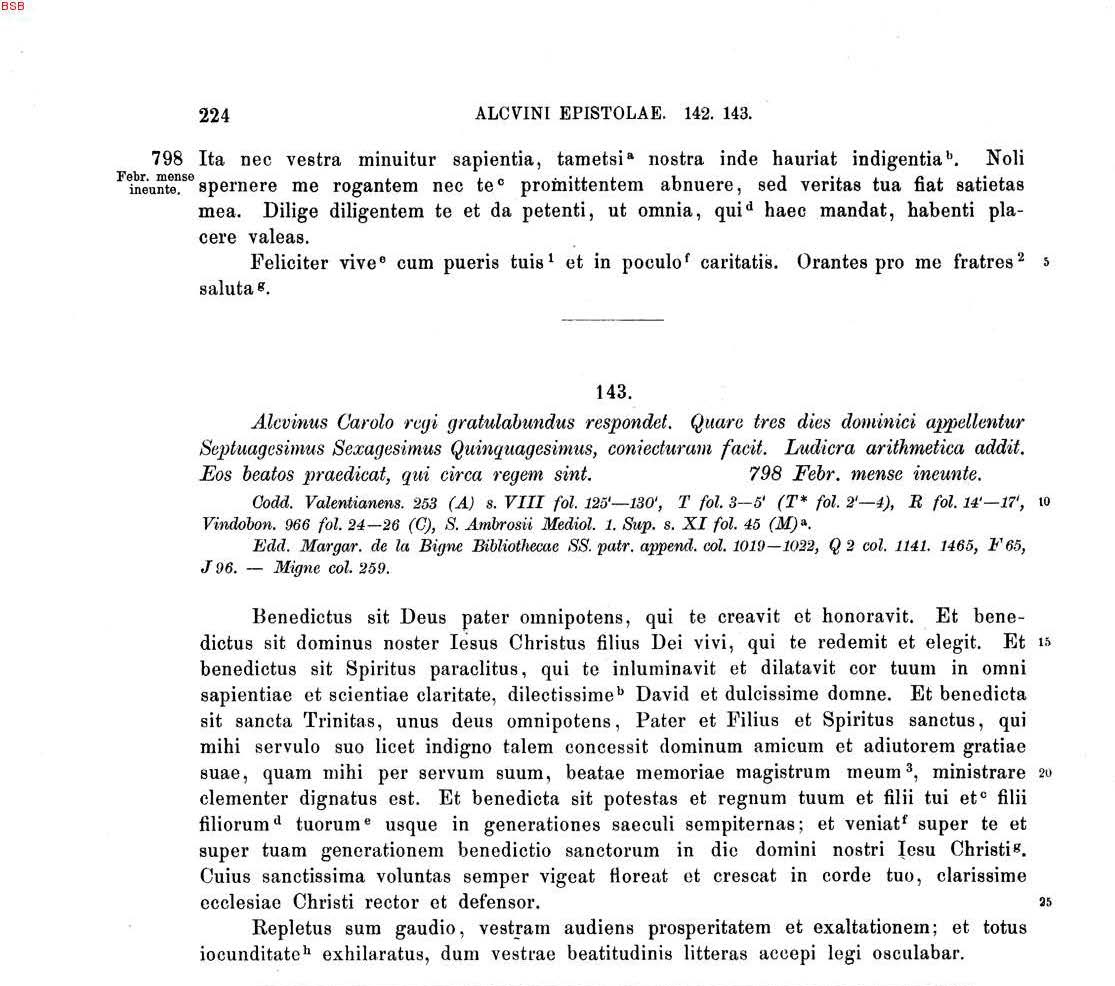 BSB
224 ALCVINI EPISTOLAE. 142. 143.
798 Ita nec vestra minuitur sapientia, tametsi a nostra inde hauriat indigentia b. Noli
Febr. mense
ineunte. spernere me rogantem nec te c promittentem abnuere, sed veritas tua fiat satietas
mea. Dilige diligentem te et da petenti, ut omnia, qui d haec mandat, habenti pla-
cere valeas.
Feliciter vive e cum pueris tuis 1 et in poculo f caritatis. Orantes pro me fratres 2 5
saluta g.
143.
Alcvinus Carolo regi gratulabundus respondet. Quare tres dies dominici appellentur
Septuagesimus Sexagesimus Quinquagesimus, coniecturam facit. Ludicra arithmetica addit.
Eos beatos praedicat, qui circa regem sint. 798 Febr. mense ineunte.
Codd. Valentianens. 253 (A) s. VIII fol. 125'—130', T fol. 3—5' (T* fol. 2'—4), R fol. 14'—17', 10
Vindobon. 966 fol. 24—26 (C), S. Ambrosii Mediol. 1. Sup. s. XI fol. 45 (M) a.
Edd. Margar. de la Bigne Bibliothecae SS. patr. append. col. 1019—1022, Q 2 col. 1141. 1465, F 65,
J 96. — Migne col. 259.
Benedictus sit Deus pater omnipotens, qui te creavit et honoravit. Et bene-
dictus sit dominus noster Iesus Christus filius Dei vivi, qui te redemit et elegit. Et 15
benedictus sit Spiritus paraclitus, qui te inluminavit et dilatavit cor tuum in omni
sapientiae et scientiae claritate, dilectissime b David et dulcissime domne. Et benedicta
sit sancta Trinitas, unus deus omnipotens, Pater et Filius et Spiritus sanctus, qui
mihi servulo suo licet indigno talem concessit dominum amicum et adiutorem gratiae
suae, quam mihi per servum suum, beatae memoriae magistrum meum 3, ministrare 20
clementer dignatus est. Et benedicta sit potestas et regnum tuum et filii tui et c filii
filiorum d tuorum e usque in generationes saeculi sempiternas; et veniat f super te et
super tuam generationem benedictio sanctorum in die domini nostri Iesu Christi g.
Cuius sanctissima voluntas semper vigeat floreat et crescat in corde tuo, clarissime
ecclesiae Christi rector et defensor. 25
Repletus sum gaudio, vestram audiens prosperitatem et exaltationem; et totus
iocunditate h exhilaratus, dum vestrae beatitudinis litteras accepi legi osculabar.